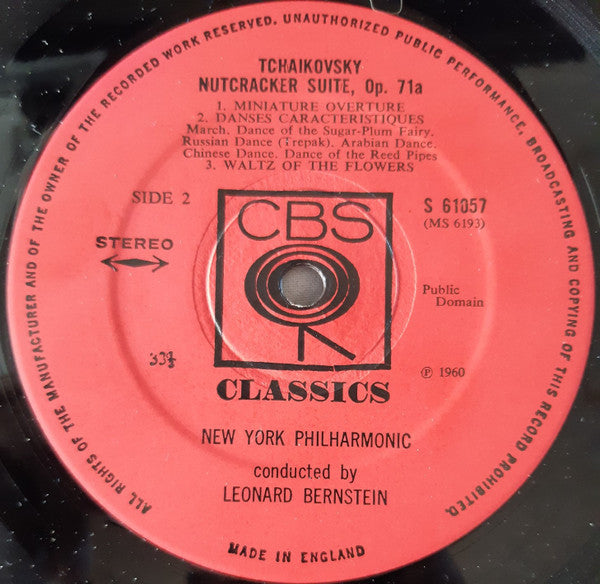 ALL RIGHTS OF THE MANUFACTURER AND OF THE OWNER OF THE RECORDED WORK RESERVED. UNAUTHORIZED PUBLIC PERFORMANCE, BROADCASTING AND COPYING OF THIS RECORD PROHIBITED.
TCHAIKOVSKY
NUTCRACKER SUITE, Op. 71a
1. MINIATURE OVERTURE
2. DANSES CARACTERISTIQUES
March. Dance of the Sugar-Plum Fairy.
Russian Dance (Trepak). Arabian Dance.
Chinese Dance. Dance of the Reed Pipes
3. WALTZ OF THE FLOWERS
SIDE 2
CBS
S 61057
(MS 6193)
STEREO
Public
Domain
33⅓
℗ 1960
CLASSICS
NEW YORK PHILHARMONIC
conducted by
LEONARD BERNSTEIN
MADE IN ENGLAND